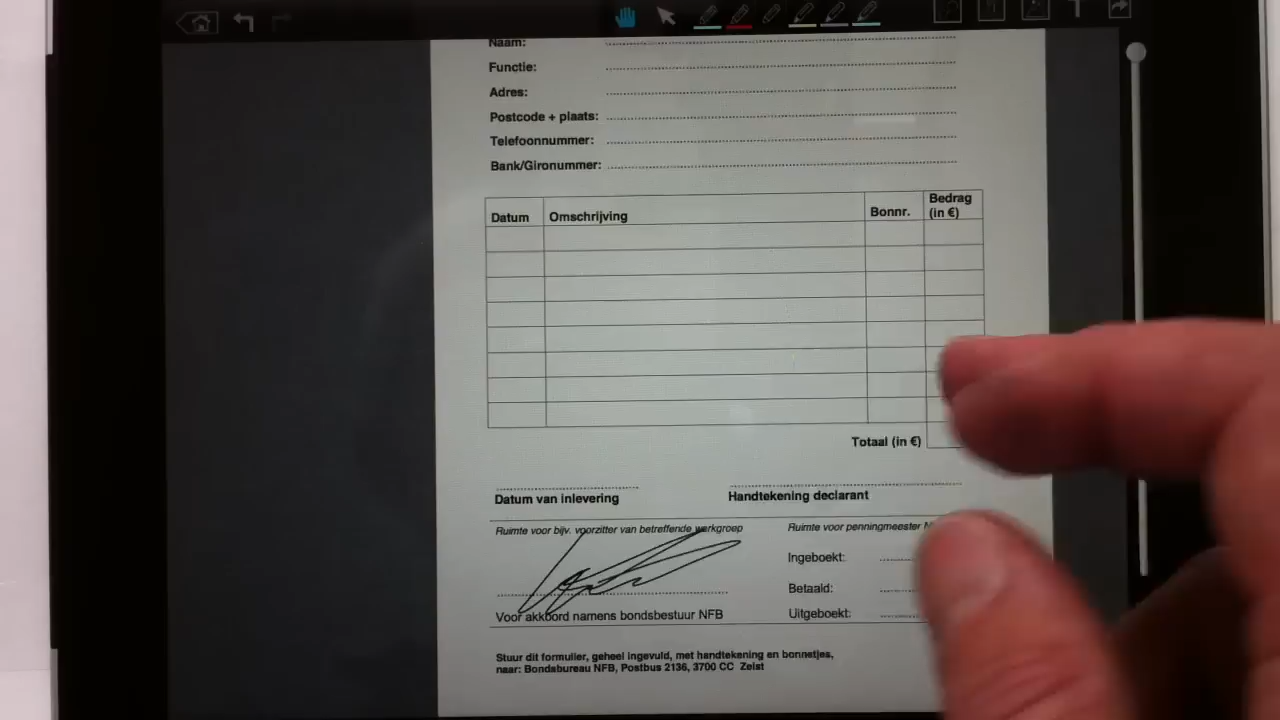 Naam:
Functie:
Adres:
Postcode + plaats:
Telefoonnummer:
Bank/Gironummer:
Datum Omschrijving Bonnr. Bedrag (in €)
Totaal (in €)
Datum van inlevering Handtekening declarant
Ruimte voor bijv. voorzitter van betreffende werkgroep Ruimte voor penningmeester
Ingeboekt:
Betaald:
Voor akkoord namens bondsbestuur NFB Uitgeboekt:
Stuur dit formulier, geheel ingevuld, met handtekening en bonnetjes,
naar: Bondsbureau NFB, Postbus 2136, 3700 CC Zeist